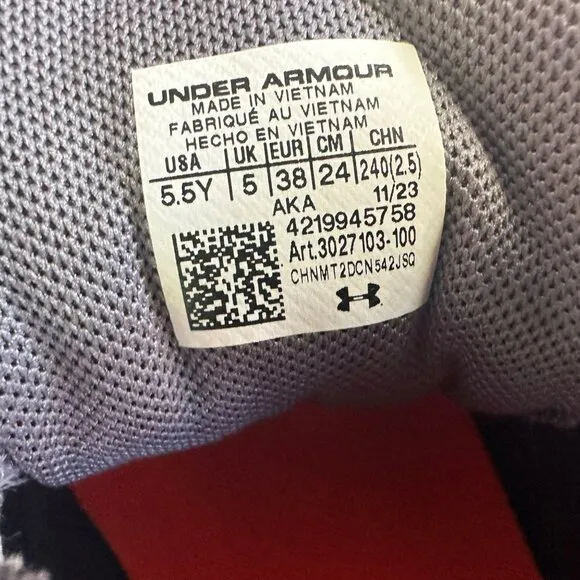 UNDER ARMOUR
MADE IN VIETNAM
FABRIQUÉ AU VIETNAM
HECHO EN VIETNAM
USA UK EUR CM CHN
5.5Y 5 38 24 240(2.5)
AKA 11/23
4219945758
Art.3027103-100
CHNMT2DCN542JSQ